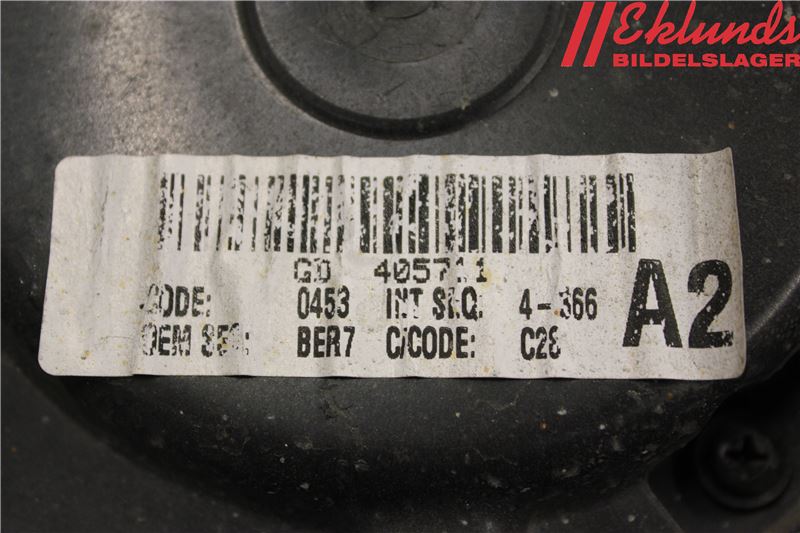 Eklunds
BILDELSLAGER
GD 405711
CODE: 0453 INT SEQ. 4-366
OEM SEQ: BER7 C/CODE: C28
A2